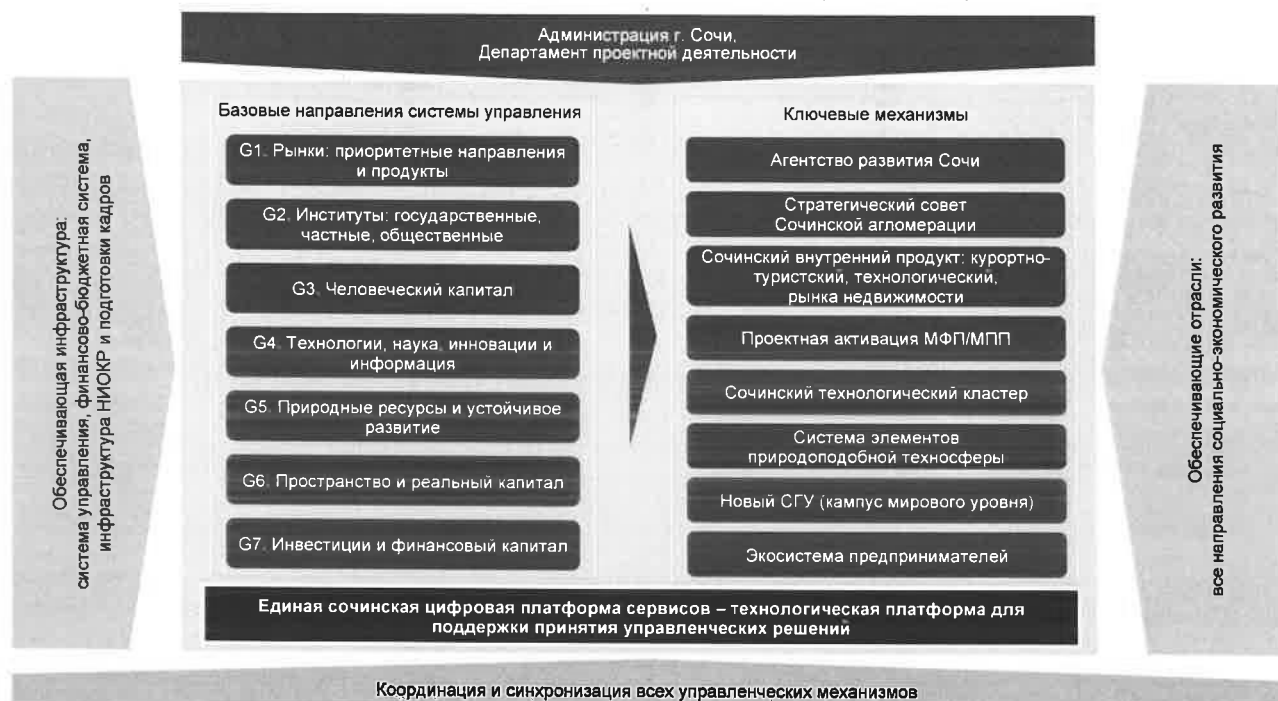 Администрация г. Сочи,
Департамент проектной деятельности
Обеспечивающая инфраструктура:
система управления, финансово-бюджетная система,
инфраструктура НИОКР и подготовки кадров
Базовые направления системы управления
G1. Рынки: приоритетные направления
и продукты
G2. Институты: государственные,
частные, общественные
G3. Человеческий капитал
G4. Технологии, наука, инновации и
информация
G5. Природные ресурсы и устойчивое
развитие
G6. Пространство и реальный капитал
G7. Инвестиции и финансовый капитал
Ключевые механизмы
Агентство развития Сочи
Стратегический совет
Сочинской агломерации
Сочинский внутренний продукт: курортно-
туристский, технологический,
рынка недвижимости
Проектная активация МФП/МПП
Сочинский технологический кластер
Система элементов
природоподобной техносферы
Новый СГУ (кампус мирового уровня)
Экосистема предпринимателей
Обеспечивающие отрасли:
все направления социально-экономического развития
Единая сочинская цифровая платформа сервисов – технологическая платформа для
поддержки принятия управленческих решений
Координация и синхронизация всех управленческих механизмов